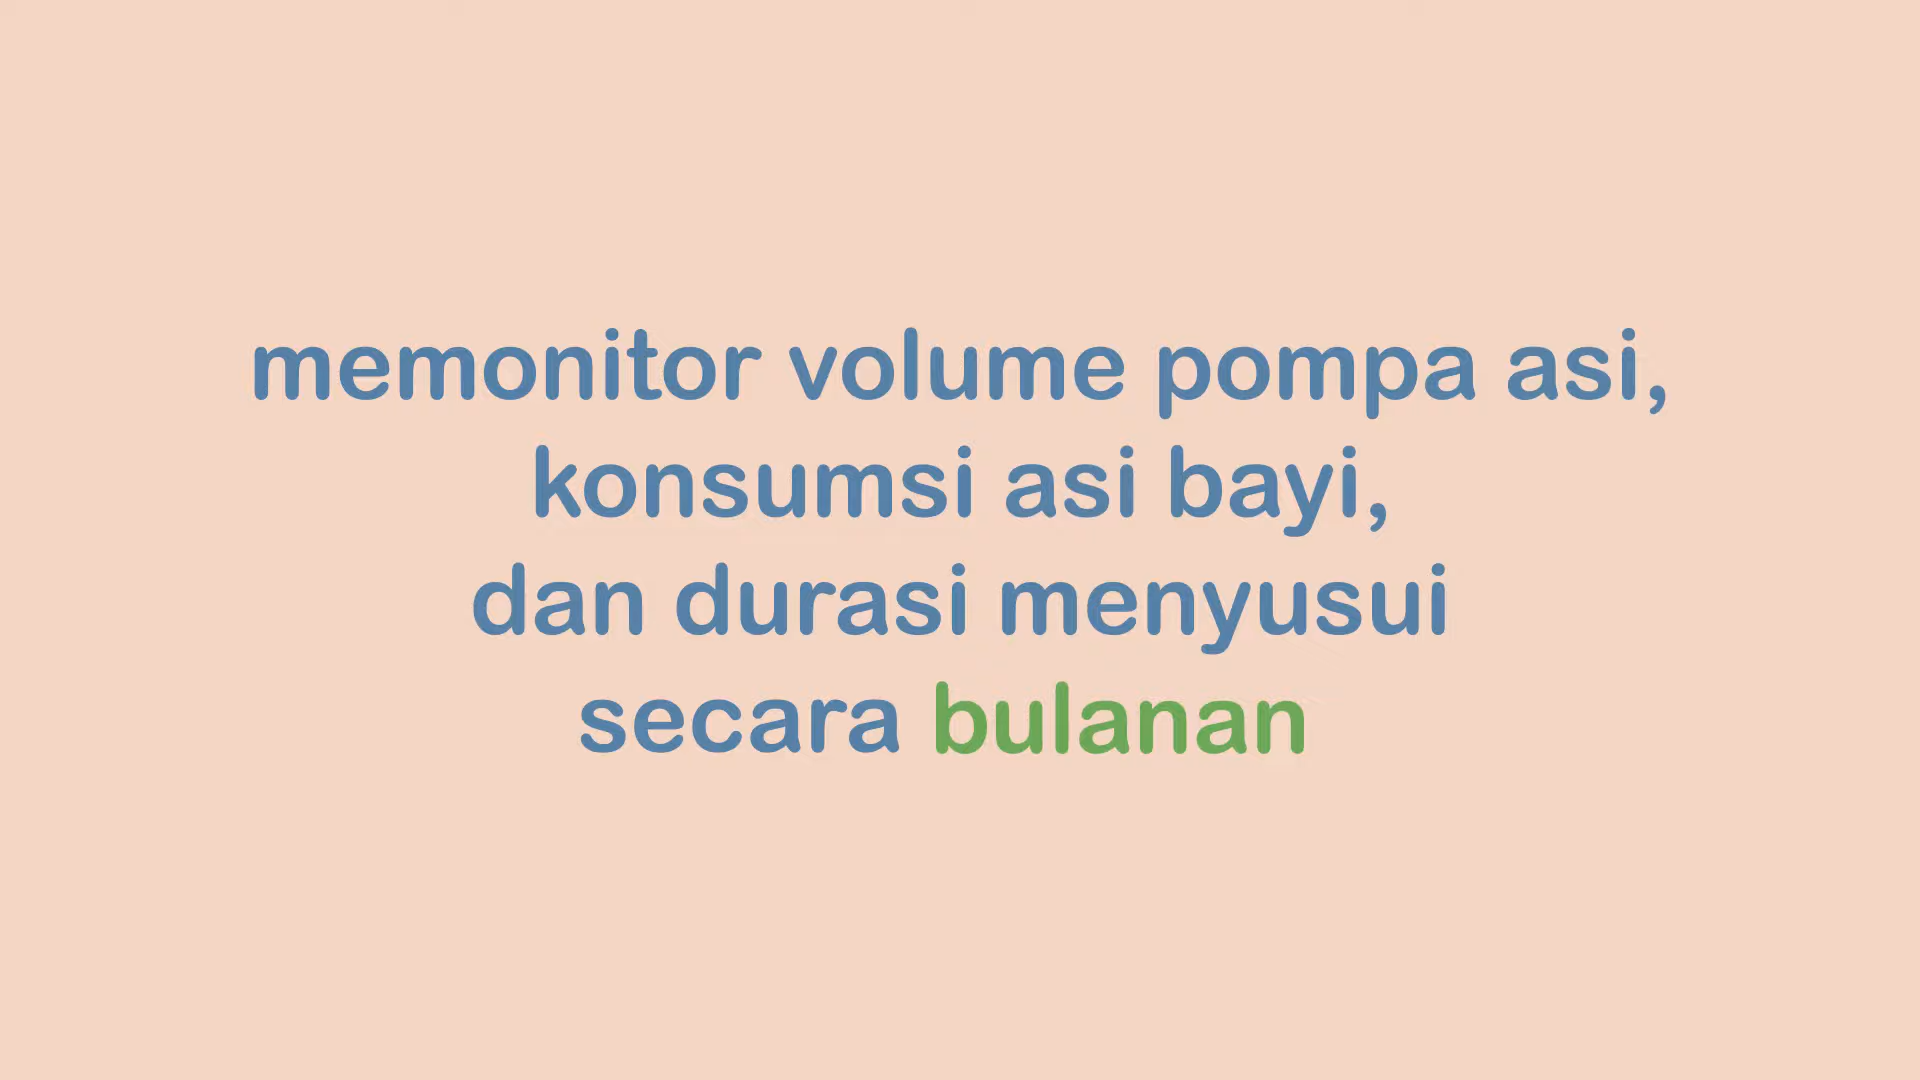 memonitor volume pompa asi,
konsumsi asi bayi,
dan durasi menyusui
secara bulanan